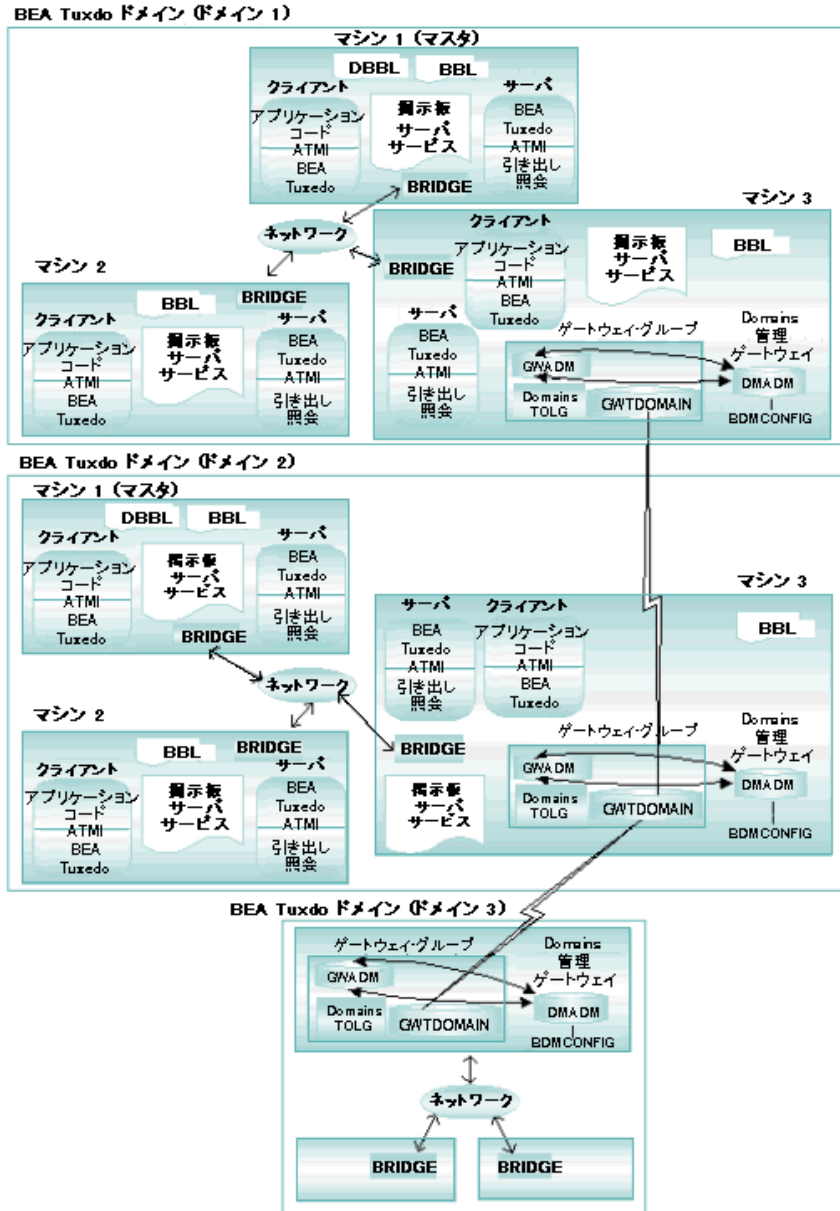 BEA Tuxdo ドメイン (ドメイン 1)
マシン 1 (マスタ)
DBBL
BBL
クライアント
アプリケーション
コード
ATMI
BEA
Tuxedo
掲示板
サーバ
サービス
サーバ
BEA
Tuxedo
ATMI
引き出し
照会
BRIDGE
ネットワーク
マシン 3
クライアント
アプリケーション
コード
ATMI
BEA
Tuxedo
掲示板
サーバ
サービス
BBL
BRIDGE
サーバ
BEA
Tuxedo
ATMI
引き出し
照会
ゲートウェイ・グループ
GWADM
Domains
TOLG
GWTDOMAIN
Domains
管理
ゲートウェイ
DMADM
BDMCONFIG
マシン 2
BBL
BRIDGE
クライアント
アプリケーション
コード
ATMI
BEA
Tuxedo
掲示板
サーバ
サービス
サーバ
BEA
Tuxedo
ATMI
引き出し
照会
BEA Tuxdo ドメイン (ドメイン 2)
マシン 1 (マスタ)
DBBL
BBL
クライアント
アプリケーション
コード
ATMI
BEA
Tuxedo
掲示板
サーバ
サービス
サーバ
BEA
Tuxedo
ATMI
引き出し
照会
BRIDGE
ネットワーク
マシン 3
サーバ
BEA
Tuxedo
ATMI
引き出し
照会
クライアント
アプリケーション
コード
ATMI
BEA
Tuxedo
BBL
BRIDGE
掲示板
サーバ
サービス
ゲートウェイ・グループ
GWADM
Domains
TOLG
GWTDOMAIN
Domains
管理
ゲートウェイ
DMADM
BDMCONFIG
マシン 2
BBL
BRIDGE
クライアント
アプリケーション
コード
ATMI
BEA
Tuxedo
掲示板
サーバ
サービス
サーバ
BEA
Tuxedo
ATMI
引き出し
照会
BEA Tuxdo ドメイン (ドメイン 3)
ゲートウェイ・グループ
GWADM
Domains
TOLG
GWTDOMAIN
Domains
管理
ゲートウェイ
DMADM
BDMCONFIG
ネットワーク
BRIDGE
BRIDGE